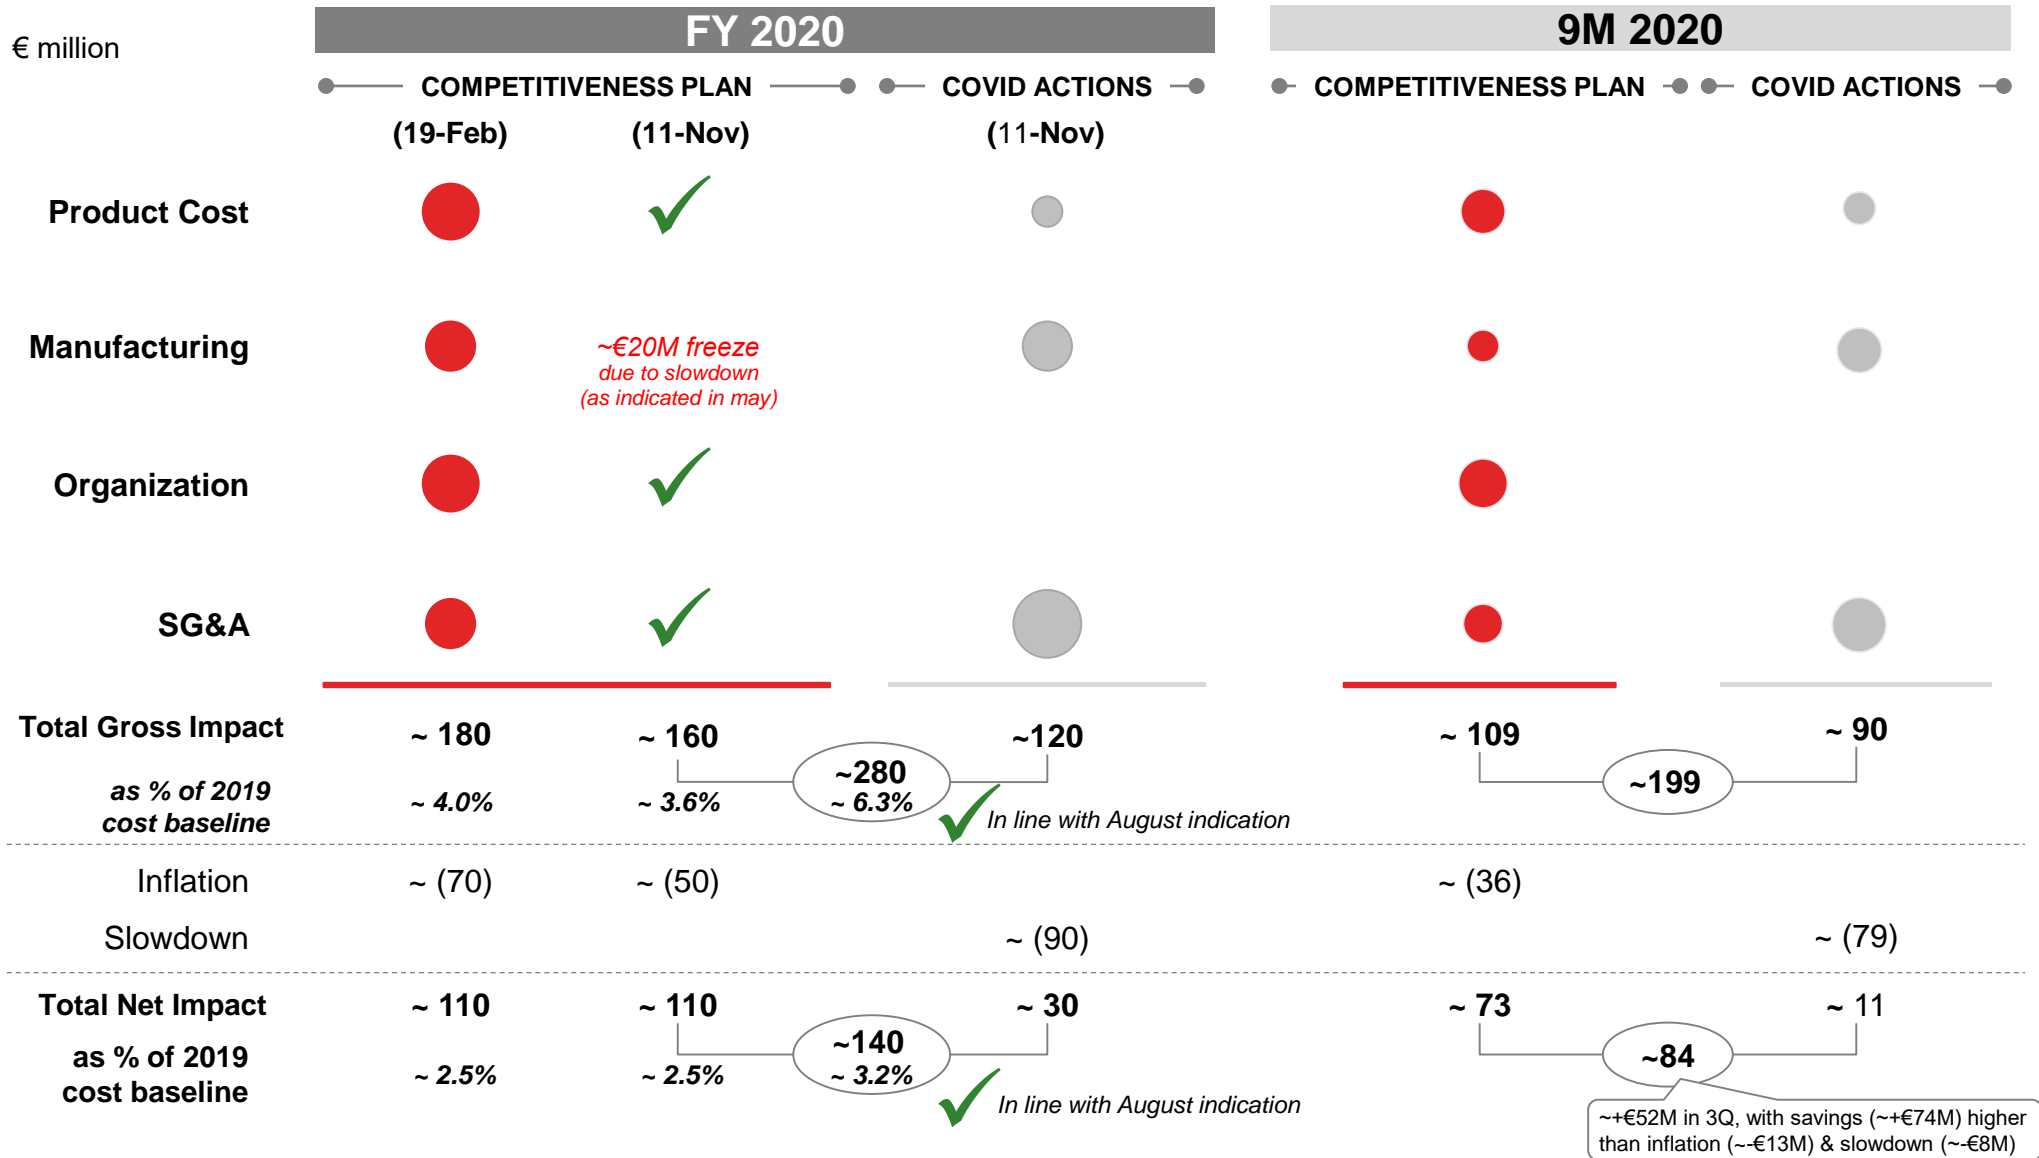 € million
FY 2020
9M 2020
COMPETITIVENESS PLAN
COVID ACTIONS
COMPETITIVENESS PLAN
COVID ACTIONS
(19-Feb)
(11-Nov)
(11-Nov)
Product Cost
Manufacturing
~€20M freeze
due to slowdown
(as indicated in may)
Organization
SG&A
Total Gross Impact
~ 180
~ 160
~120
~ 109
~ 90
~280
~199
as % of 2019
cost baseline
~ 4.0%
~ 3.6%
~ 6.3%
In line with August indication
Inflation
~ (70)
~ (50)
~ (36)
Slowdown
~ (90)
~ (79)
Total Net Impact
~ 110
~ 110
~ 30
~ 73
~ 11
~140
~84
as % of 2019
cost baseline
~ 2.5%
~ 2.5%
~ 3.2%
In line with August indication
~+€52M in 3Q, with savings (~+€74M) higher
than inflation (~-€13M) & slowdown (~-€8M)